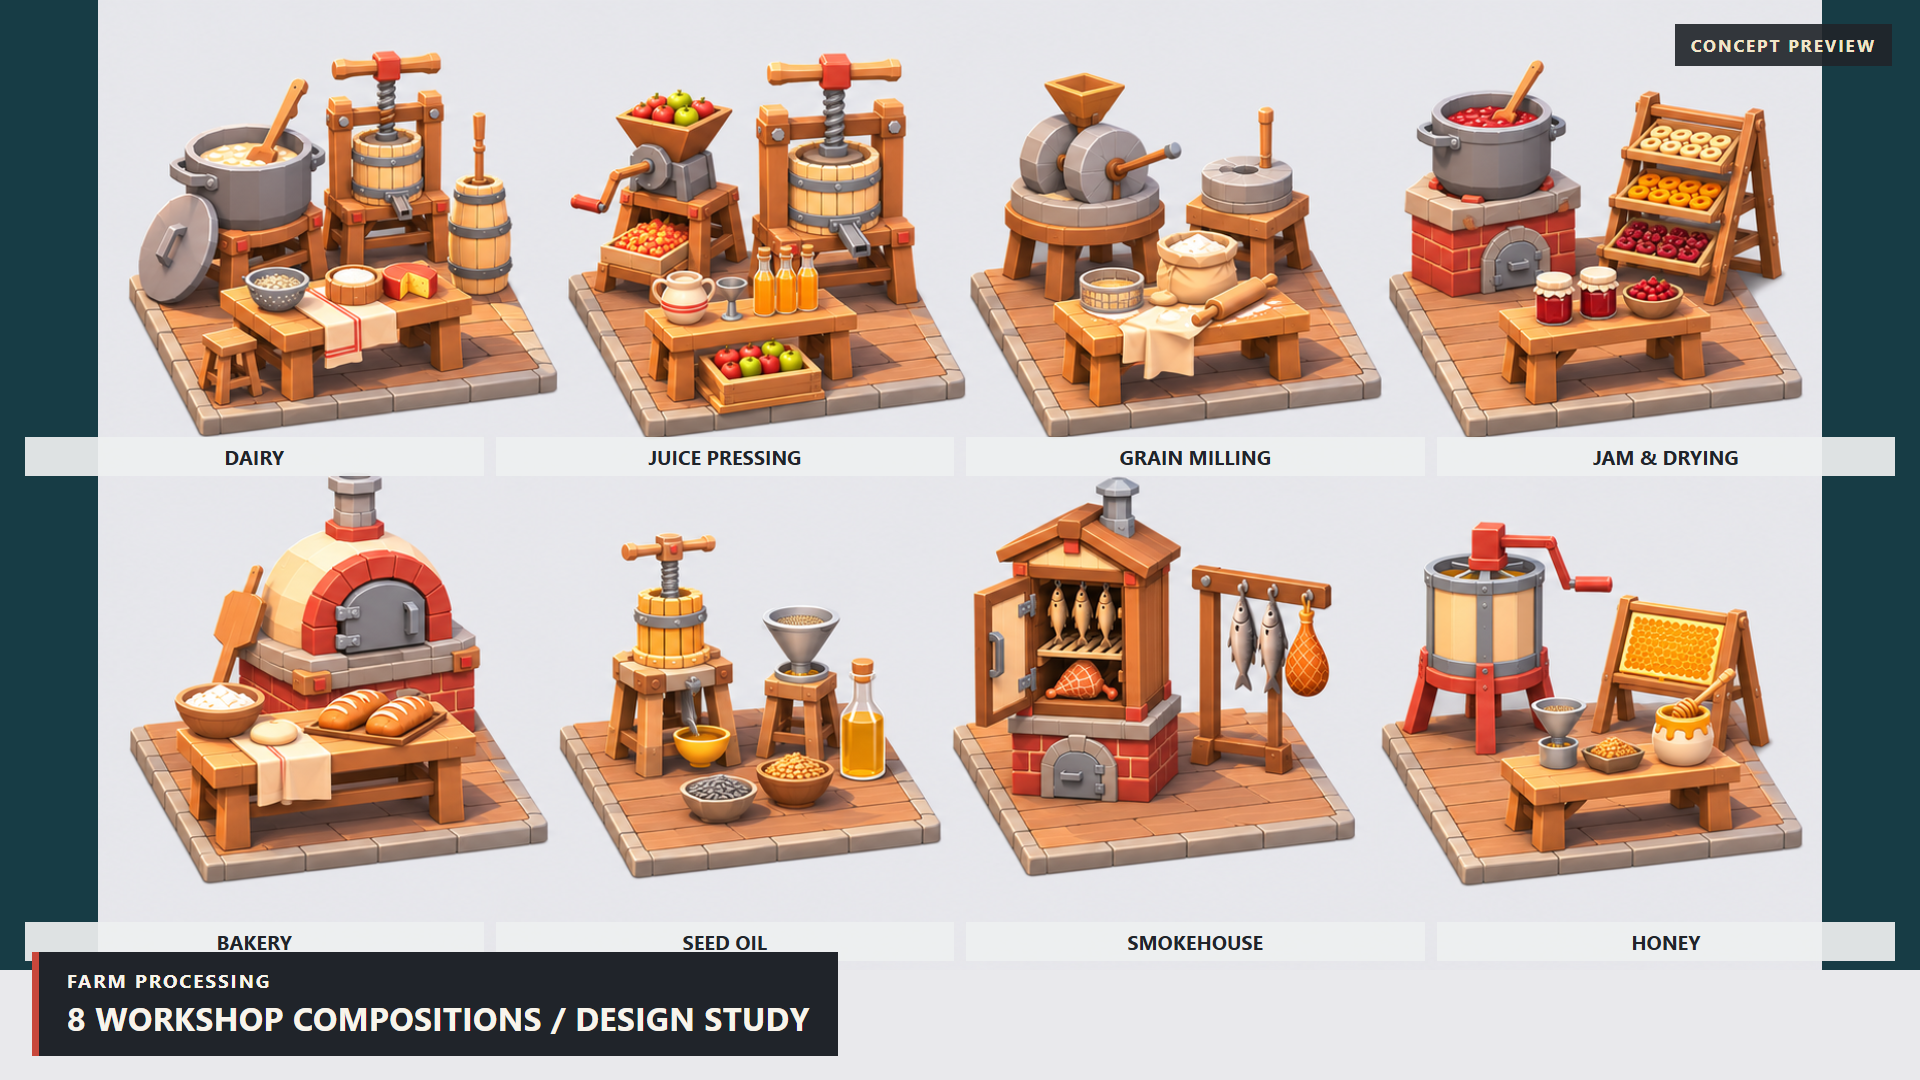 CONCEPT PREVIEW
DAIRY
JUICE PRESSING
GRAIN MILLING
JAM & DRYING
BAKERY
SEED OIL
SMOKEHOUSE
HONEY
FARM PROCESSING
8 WORKSHOP COMPOSITIONS / DESIGN STUDY